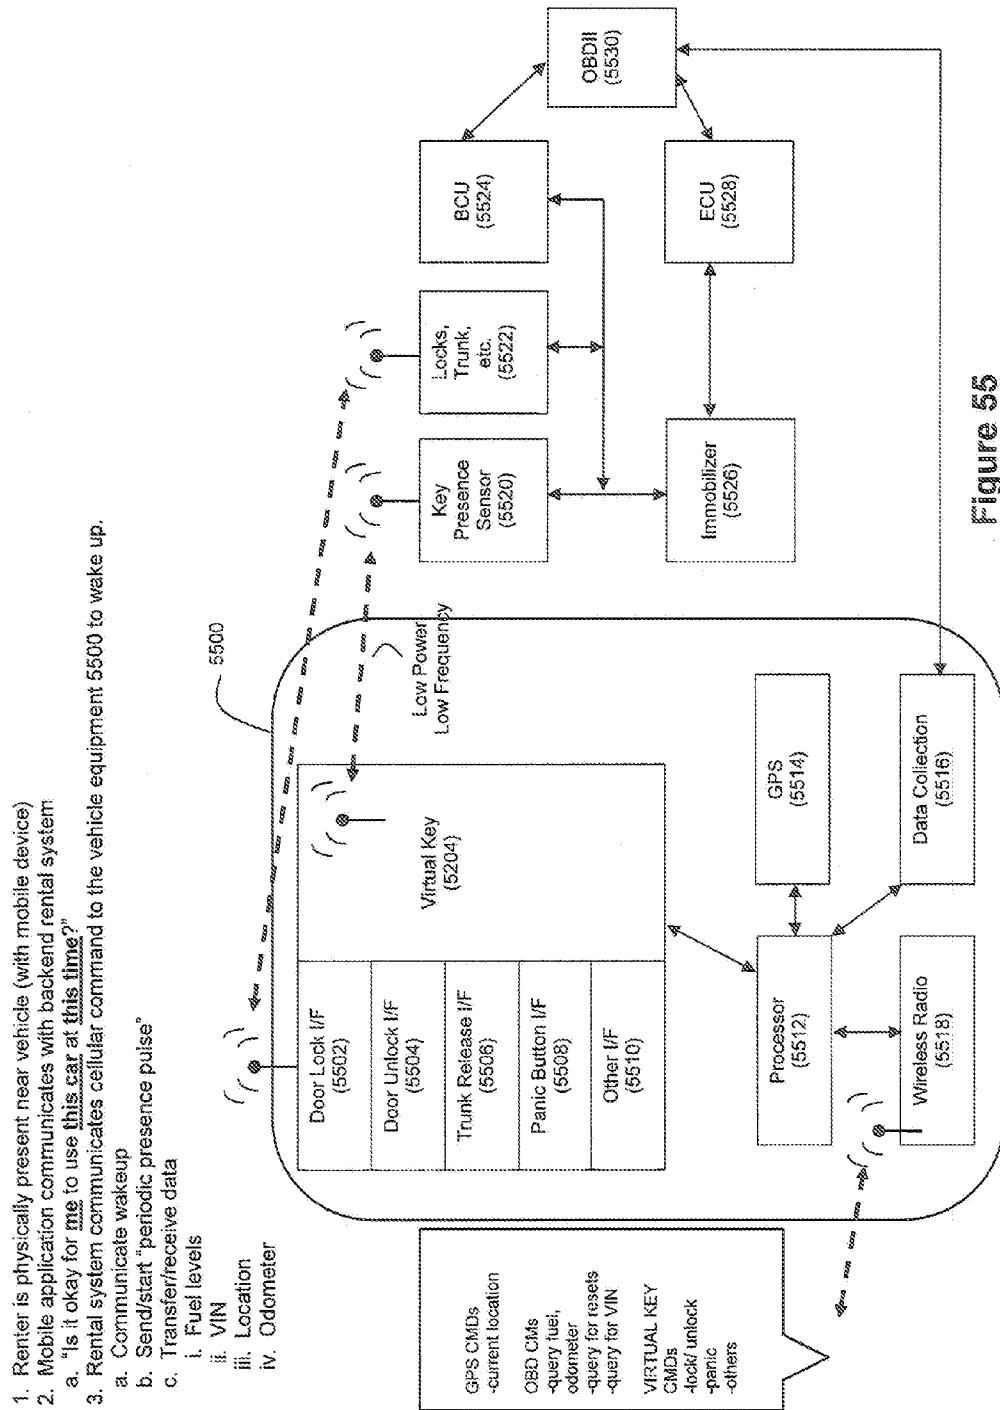 1. Renter is physically present near vehicle (with mobile device)
2. Mobile application communicates with backend rental system
a. "Is it okay for me to use this car at this time?"
3. Rental system communicates cellular command to the vehicle equipment 5500 to wake up.
a. Communicate wakeup
b. Send/start "periodic presence pulse"
c. Transfer/receive data
i. Fuel levels
ii. VIN
iii. Location
iv. Odometer
5500
Door Lock I/F
(5502)
Door Unlock I/F
(5504)
Trunk Release I/F
(5506)
Panic Button I/F
(5508)
Other I/F
(5510)
Virtual Key
(5204)
Low Power
Low Frequency
Key
Presence
Sensor
(5520)
Locks,
Trunk,
etc.
(5522)
BCU
(5524)
OBDII
(5530)
Immobilizer
(5526)
ECU
(5528)
Processor
(5512)
GPS
(5514)
Wireless Radio
(5518)
Data Collection
(5516)
GPS CMDs
-current location
OBD CMs
-query fuel,
odometer
-query for resets
-query for VIN
VIRTUAL KEY
CMDs
-lock/ unlock
-panic
-others
Figure 55